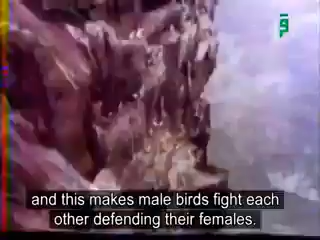 and this makes male birds fight each
other defending their females.